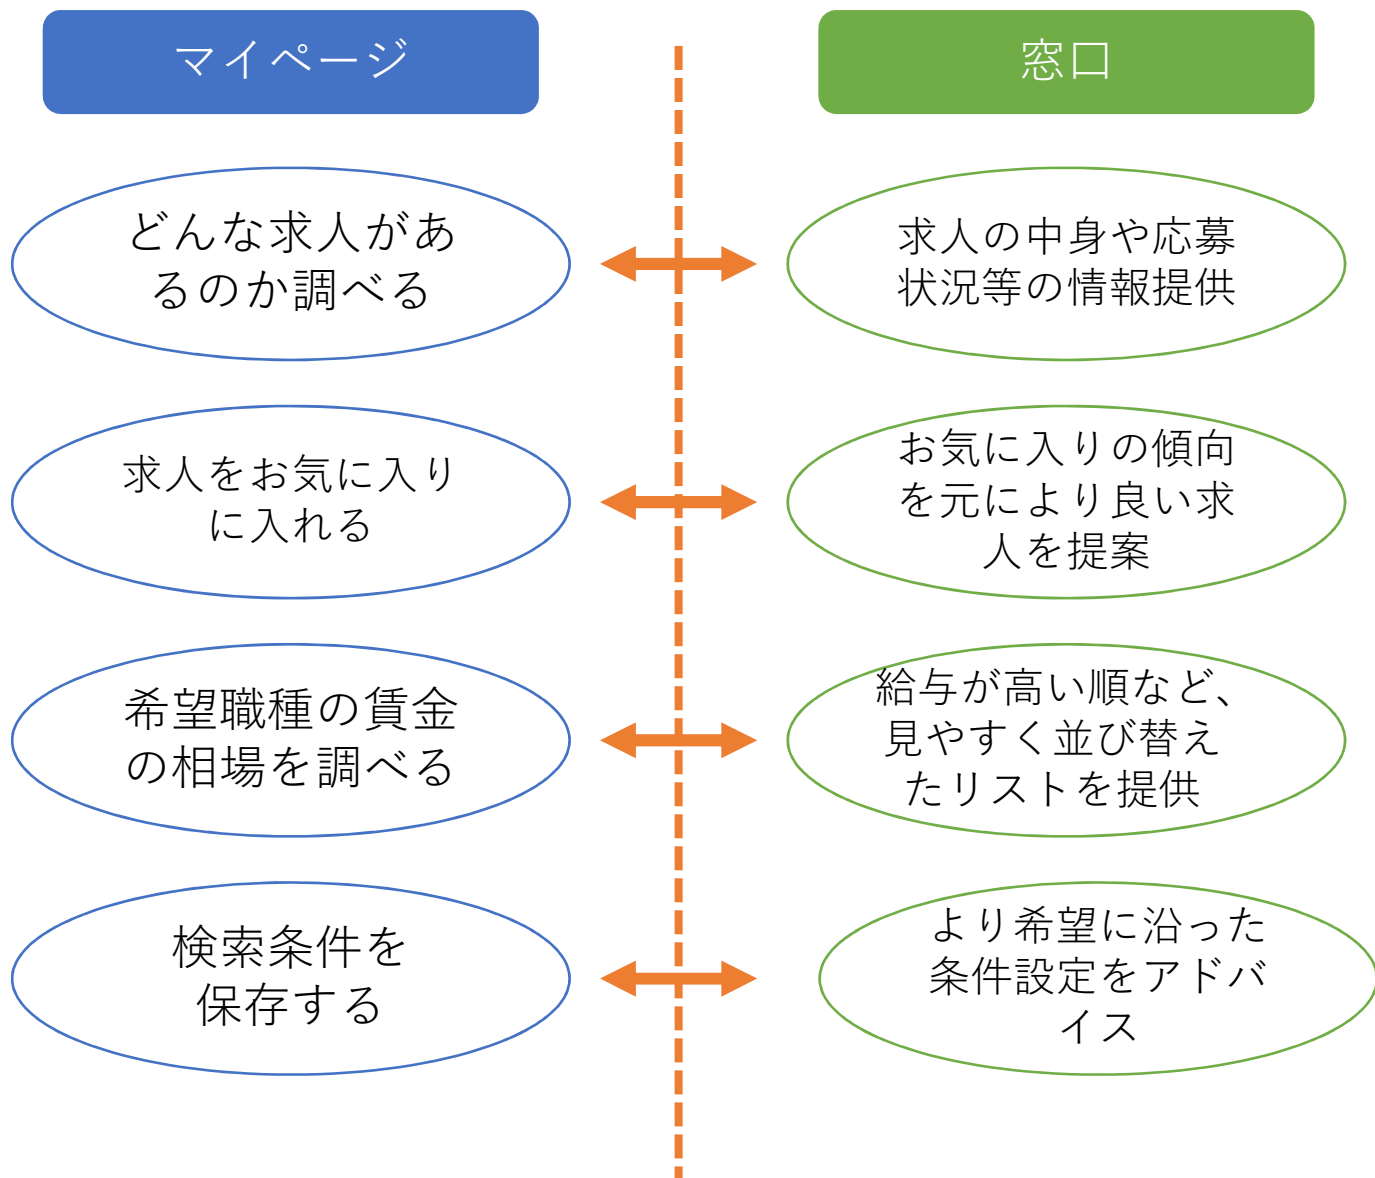 マイページ
窓口
どんな求人があ
るのか調べる
求人の中身や応募
状況等の情報提供
求人をお気に入り
に入れる
お気に入りの傾向
を元により良い求
人を提案
希望職種の賃金
の相場を調べる
給与が高い順など、
見やすく並び替え
たリストを提供
検索条件を
保存する
より希望に沿った
条件設定をアドバ
イス